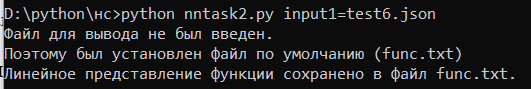 D:\python\нс>python nntask2.py input1=test6.json
Файл для вывода не был введен.
Поэтому был установлен файл по умолчанию (func.txt)
Линейное представление функции сохранено в файл func.txt.